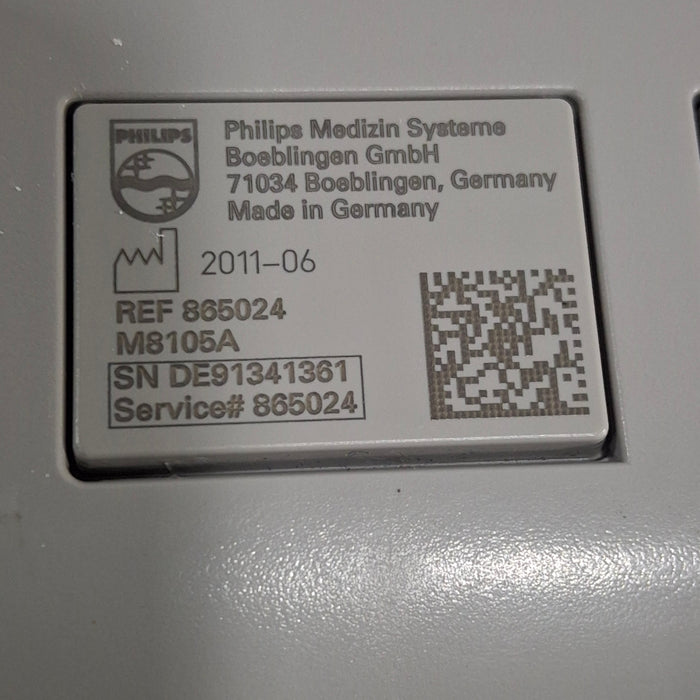 PHILIPS
Philips Medizin Systeme
Boeblingen GmbH
71034 Boeblingen, Germany
Made in Germany
2011-06
REF 865024
M8105A
SN DE91341361
Service# 865024